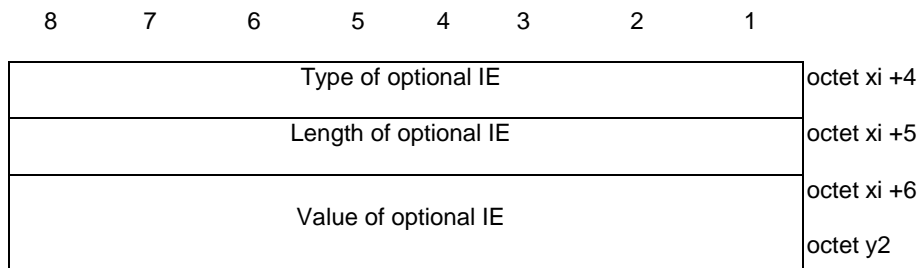 8 7 6 5 4 3 2 1
Type of optional IE octet xi +4
Length of optional IE octet xi +5
octet xi +6
Value of optional IE
octet y2